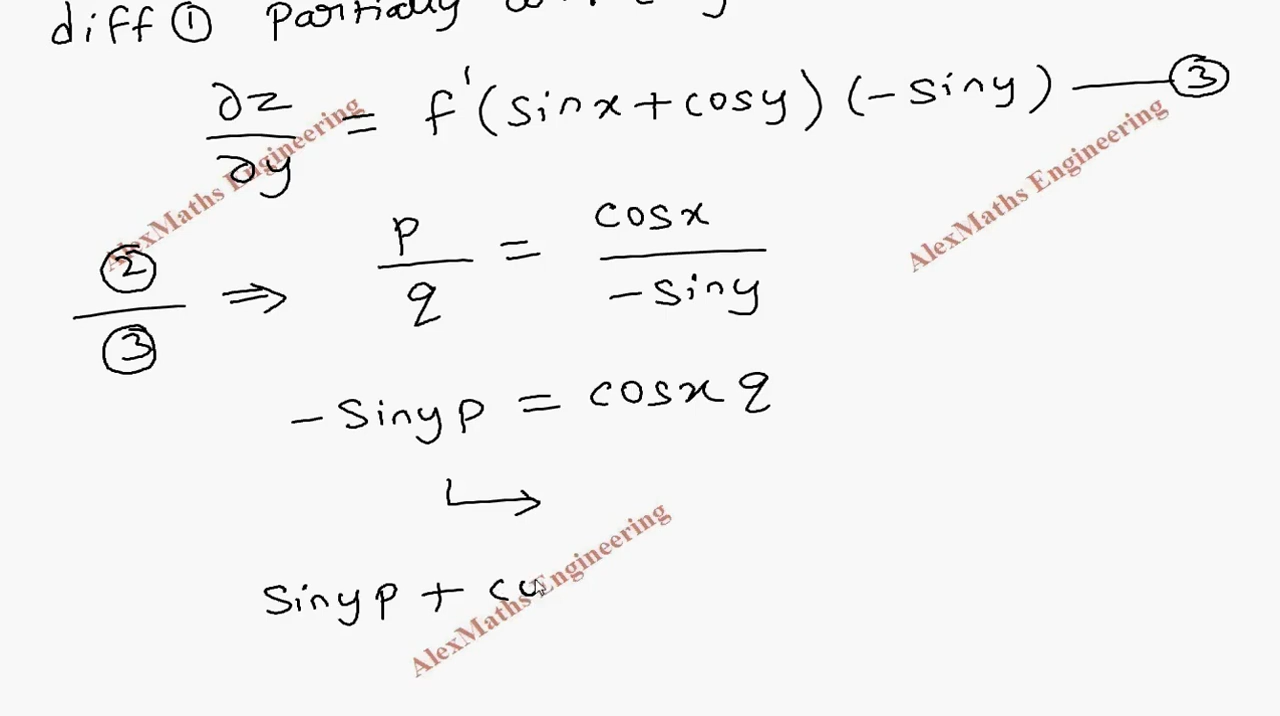 diff ① Partially
∂z/∂y = f'(sinx + cosy) (-siny) — ③
②/③ ⇒ p/q = cosx/-siny
-Siny p = cosx q
↳
Siny p + co
AlexMaths Engineering
AlexMaths Engineering
AlexMaths Engineering